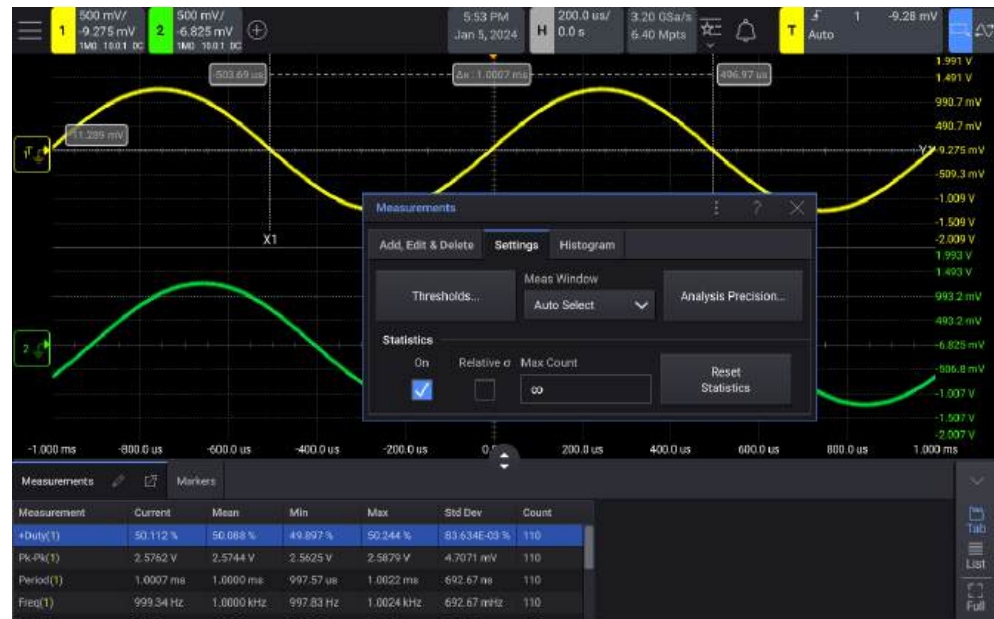 500 mV/
1
-9.275 mV
1MΩ 10.0:1 DC
500 mV/
2
-6.825 mV
1MΩ 10.0:1 DC
5:53 PM
Jan 5, 2024
H
200.0 us/
0.0 s
3.20 GSa/s
6.40 Mpts
T
1
-9.28 mV
Auto
-503.69 us
Δx : 1.0007 ms
496.97 us
11.289 mV
T
X1
Y1
1.991 V
1.491 V
990.7 mV
490.7 mV
-9.275 mV
-509.3 mV
-1.009 V
-1.509 V
-2.009 V
1.993 V
1.493 V
993.2 mV
493.2 mV
-6.825 mV
-506.8 mV
-1.007 V
-1.507 V
-2.007 V
2
Measurements
?
Add, Edit & Delete
Settings
Histogram
Thresholds...
Meas Window
Auto Select
Analysis Precision...
Statistics
On
Relative σ
Max Count
∞
Reset
Statistics
-1.000 ms
-800.0 us
-600.0 us
-400.0 us
-200.0 us
200.0 us
400.0 us
600.0 us
800.0 us
1.000 ms
Measurements
Markers
Measurement Current Mean Min Max Std Dev Count
+Duty(1) 50.112 % 50.088 % 49.897 % 50.244 % 83.634E-03 % 110
Pk-Pk(1) 2.5762 V 2.5744 V 2.5625 V 2.5879 V 4.7071 mV 110
Period(1) 1.0007 ms 1.0000 ms 997.57 us 1.0022 ms 692.67 ns 110
Freq(1) 999.34 Hz 1.0000 kHz 997.83 Hz 1.0024 kHz 692.67 mHz 110
Tab
List
Full